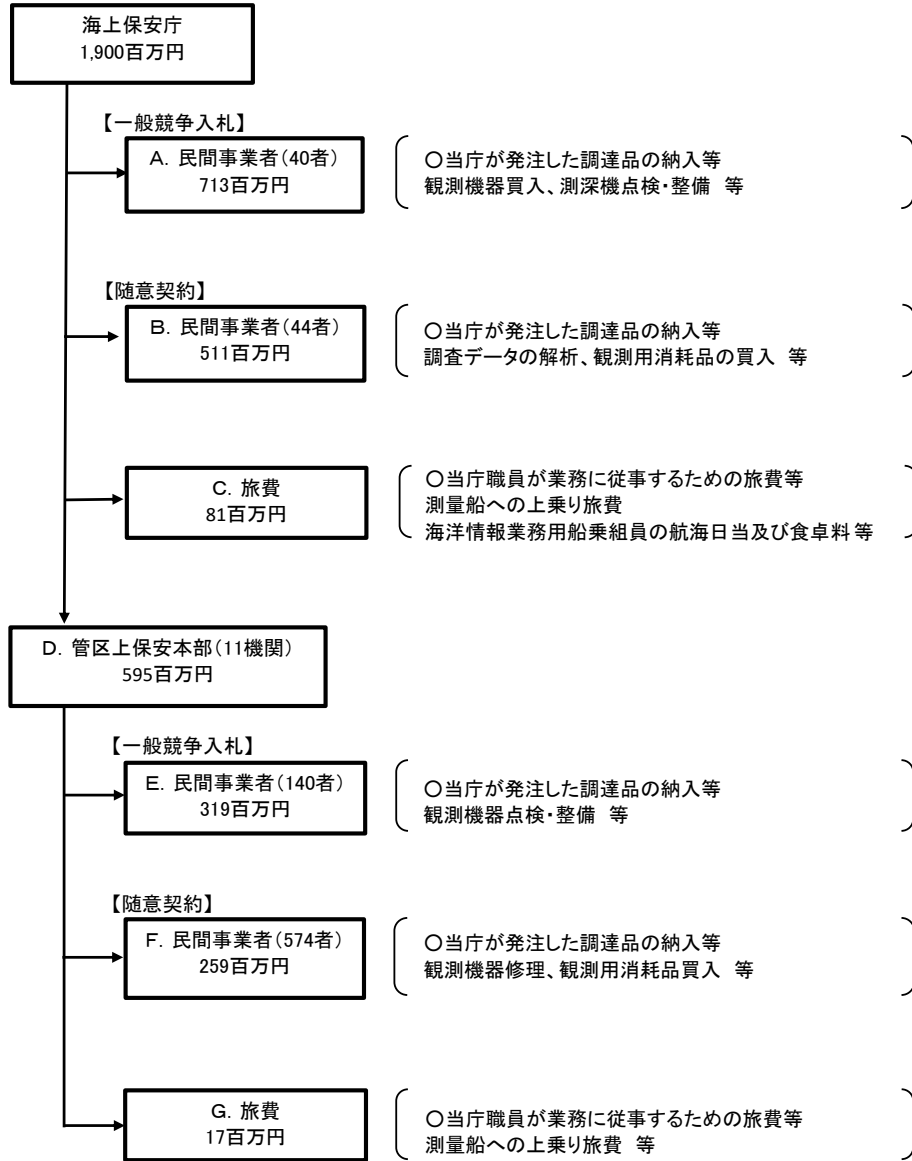 海上保安庁
1,900百万円
【一般競争入札】
A. 民間事業者(40者)
713百万円
○当庁が発注した調達品の納入等
観測機器買入、測深機点検・整備 等
【随意契約】
B. 民間事業者(44者)
511百万円
○当庁が発注した調達品の納入等
調査データの解析、観測用消耗品の買入 等
C. 旅費
81百万円
○当庁職員が業務に従事するための旅費等
測量船への上乗り旅費
海洋情報業務用船乗組員の航海日当及び食卓料等
D. 管区上保安本部(11機関)
595百万円
【一般競争入札】
E. 民間事業者(140者)
319百万円
○当庁が発注した調達品の納入等
観測機器点検・整備 等
【随意契約】
F. 民間事業者(574者)
259百万円
○当庁が発注した調達品の納入等
観測機器修理、観測用消耗品買入 等
G. 旅費
17百万円
○当庁職員が業務に従事するための旅費等
測量船への上乗り旅費 等